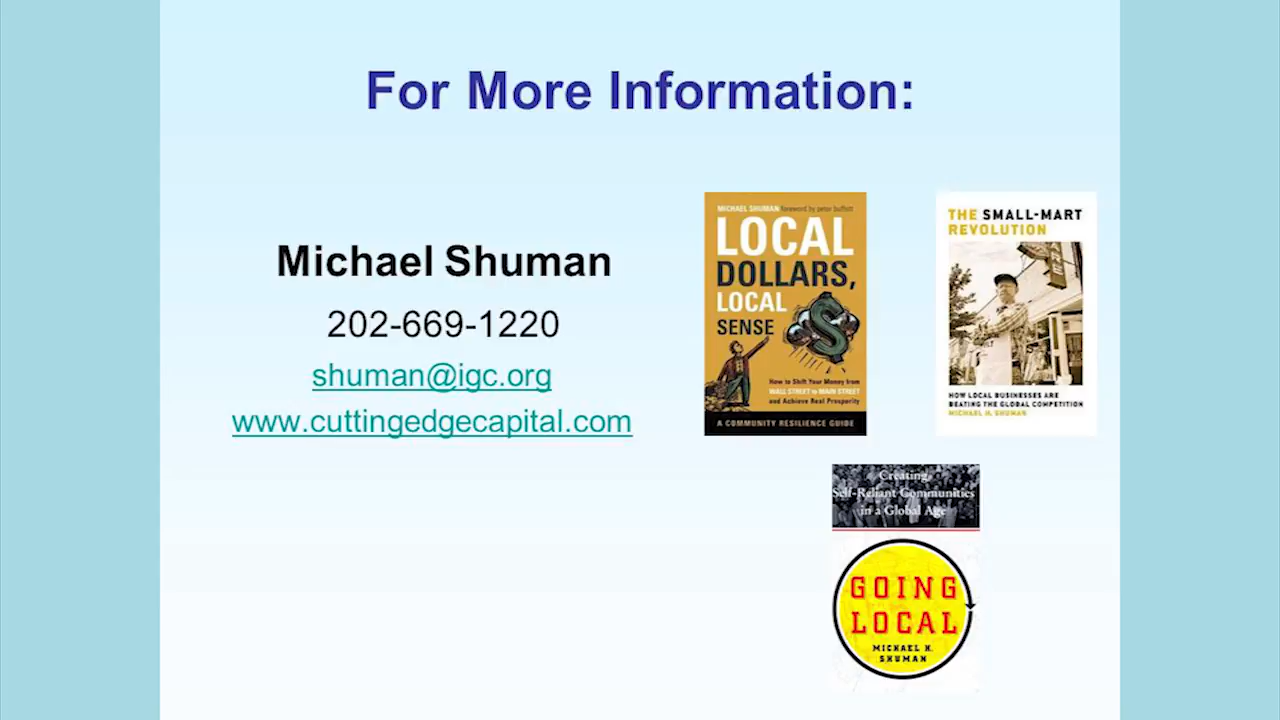 For More Information:
Michael Shuman
202-669-1220
shuman@igc.org
www.cuttingedgecapital.com
MICHAEL SHUMAN foreword by peter buffett
LOCAL
DOLLARS,
LOCAL
SENSE
How to Shift Your Money from
WALL STREET to MAIN STREET
and Achieve Real Prosperity
A COMMUNITY RESILIENCE GUIDE
THE SMALL-MART
REVOLUTION
HOW LOCAL BUSINESSES ARE
BEATING THE GLOBAL COMPETITION
MICHAEL H. SHUMAN
Creating
Self-Reliant Communities
in a Global Age
GOING
LOCAL
MICHAEL H.
SHUMAN